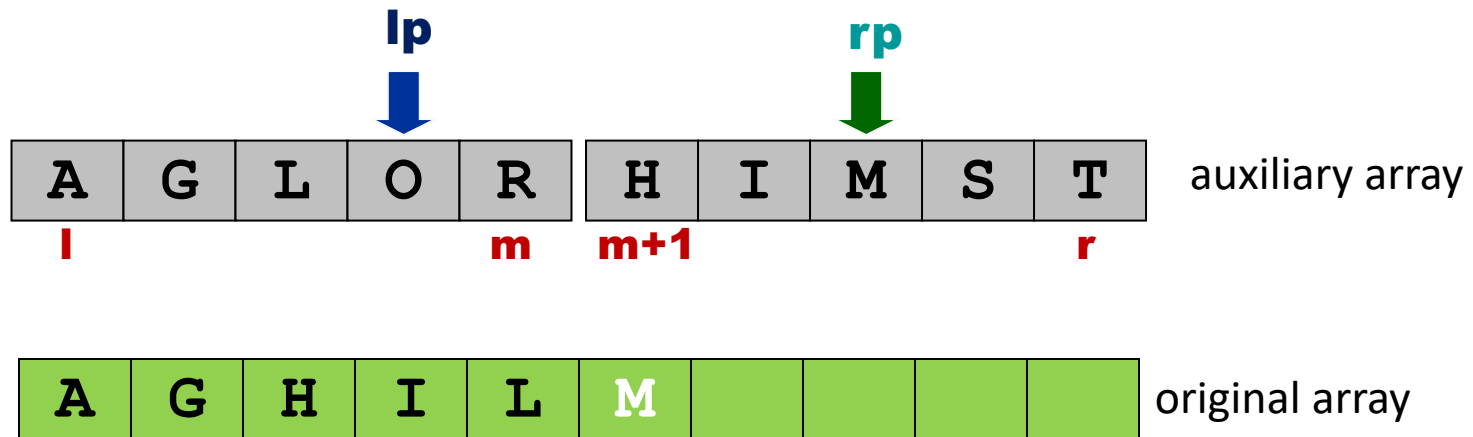 lp rp
A G L O R H I M S T auxiliary array
l m m+1 r
A G H I L M original array